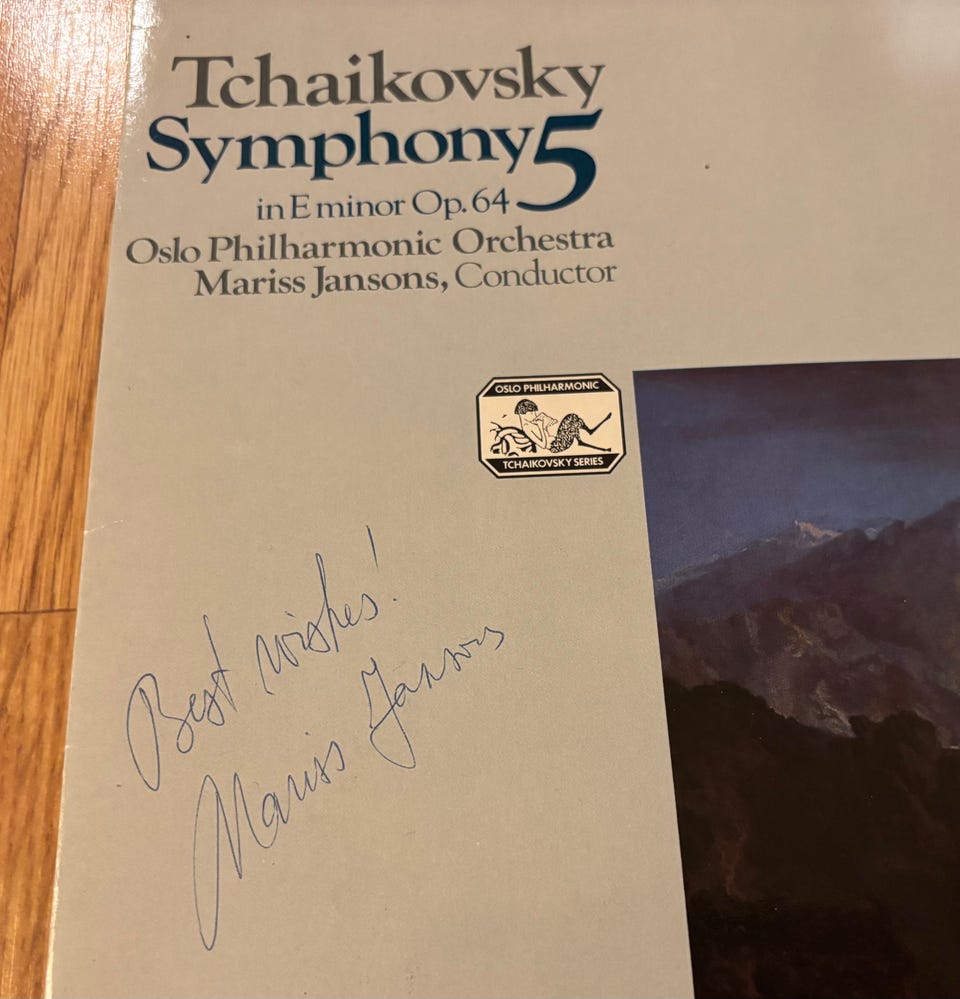 Tchaikovsky
Symphony 5
in E minor Op. 64
Oslo Philharmonic Orchestra
Mariss Jansons, Conductor
OSLO PHILHARMONIC
TCHAIKOVSKY SERIES
Best wishes!
Mariss Jansons